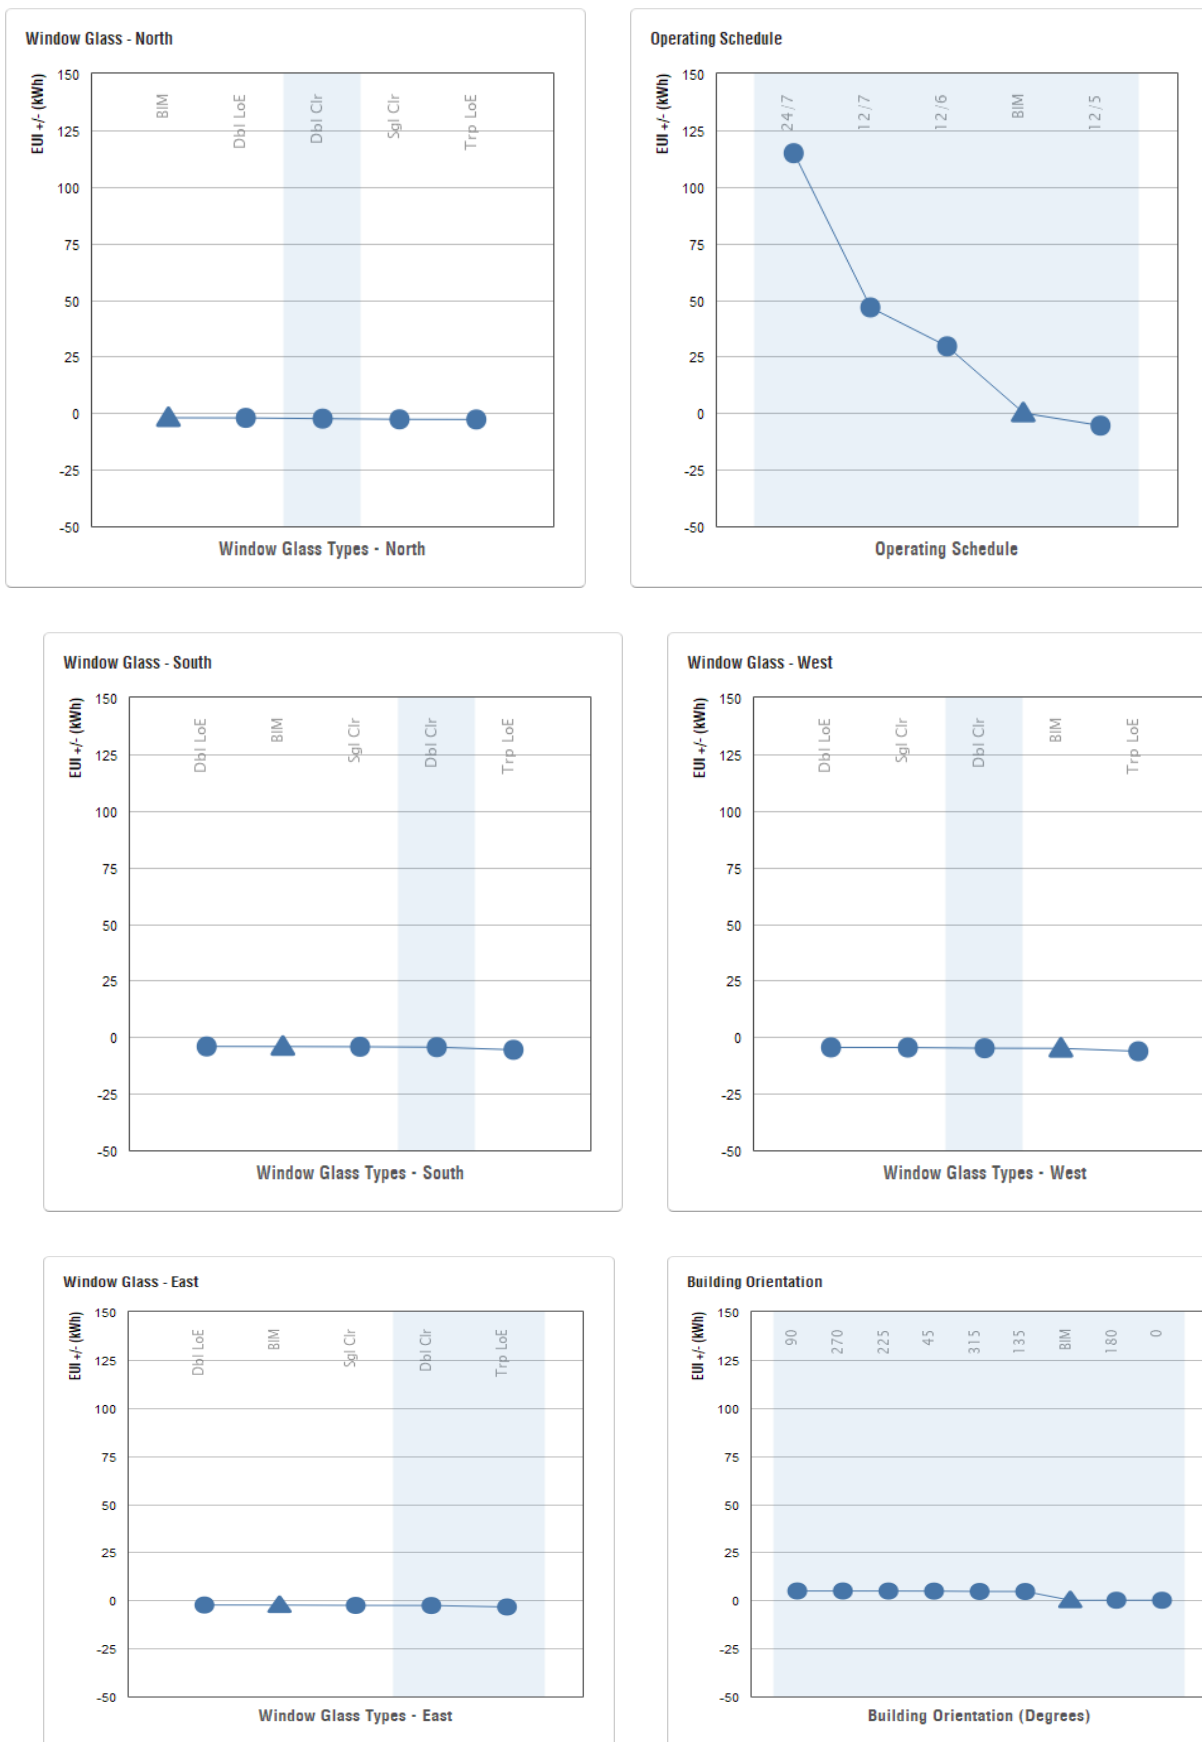 Window Glass - North
EUI +/- (kWh)
150
125
100
75
50
25
0
-25
-50
BIM
Dbl LoE
Dbl Clr
Sgl Clr
Trp LoE
Window Glass Types - North
Operating Schedule
EUI +/- (kWh)
150
125
100
75
50
25
0
-25
-50
24/7
12/7
12/6
BIM
12/5
Operating Schedule
Window Glass - South
EUI +/- (kWh)
150
125
100
75
50
25
0
-25
-50
Dbl LoE
BIM
Sgl Clr
Dbl Clr
Trp LoE
Window Glass Types - South
Window Glass - West
EUI +/- (kWh)
150
125
100
75
50
25
0
-25
-50
Dbl LoE
Sgl Clr
Dbl Clr
BIM
Trp LoE
Window Glass Types - West
Window Glass - East
EUI +/- (kWh)
150
125
100
75
50
25
0
-25
-50
Dbl LoE
BIM
Sgl Clr
Dbl Clr
Trp LoE
Window Glass Types - East
Building Orientation
EUI +/- (kWh)
150
125
100
75
50
25
0
-25
-50
90
270
225
45
315
135
BIM
180
0
Building Orientation (Degrees)